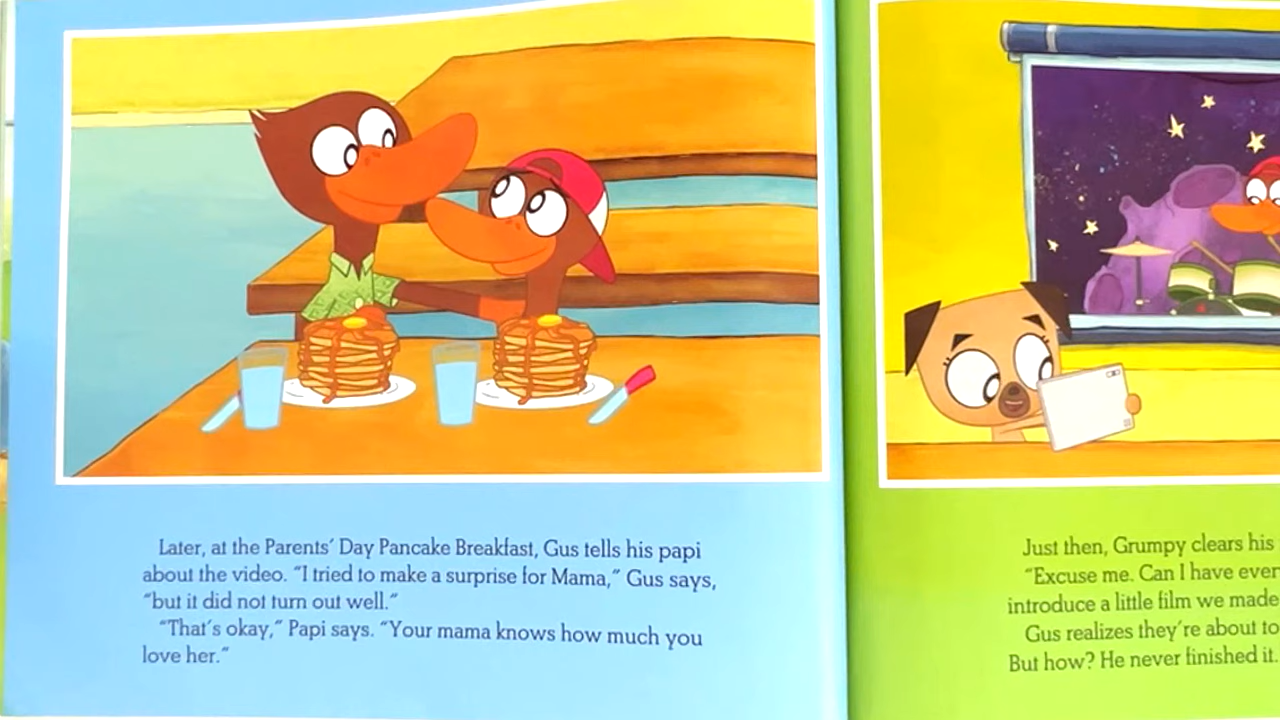 Later, at the Parents' Day Pancake Breakfast, Gus tells his papi
about the video. "I tried to make a surprise for Mama," Gus says,
"but it did not turn out well."
"That's okay," Papi says. "Your mama knows how much you
love her."
Just then, Grumpy clears his
"Excuse me. Can I have
introduce a little film we made
Gus realizes they're about to
But how? He never finished it.